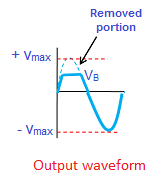 Removed
portion
+ Vmax
VB
- Vmax
Output waveform